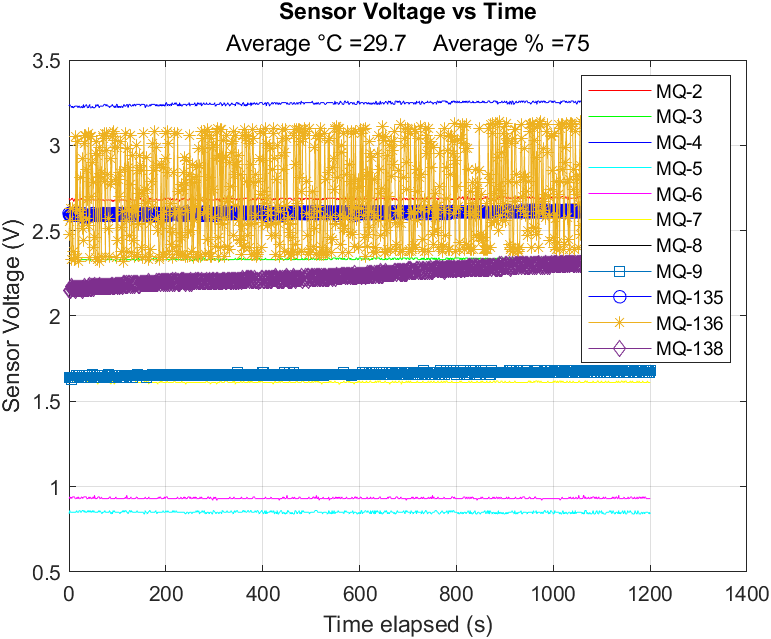 Sensor Voltage vs Time
Average °C =29.7 Average % =75
3.5
3
2.5
2
1.5
1
0.5
Sensor Voltage (V)
0 200 400 600 800 1000 1200 1400
Time elapsed (s)
MQ-2
MQ-3
MQ-4
MQ-5
MQ-6
MQ-7
MQ-8
MQ-9
MQ-135
MQ-136
MQ-138